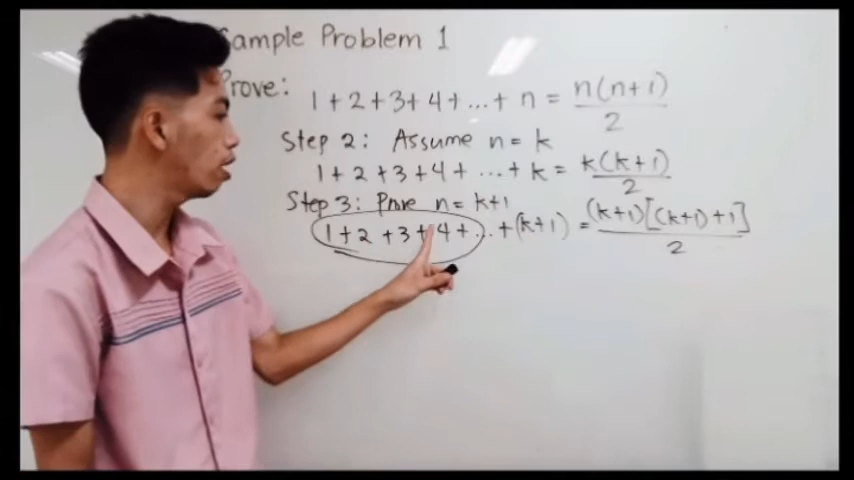 Sample Problem 1
Prove:
1 + 2 + 3 + 4 + ... + n = n(n+1)/2
Step 2: Assume n = k
1 + 2 + 3 + 4 + ... + k = k(k+1)/2
Step 3: Prove n = k+1
1 + 2 + 3 + 4 + ... + (k+1) = (k+1)[(k+1)+1]/2